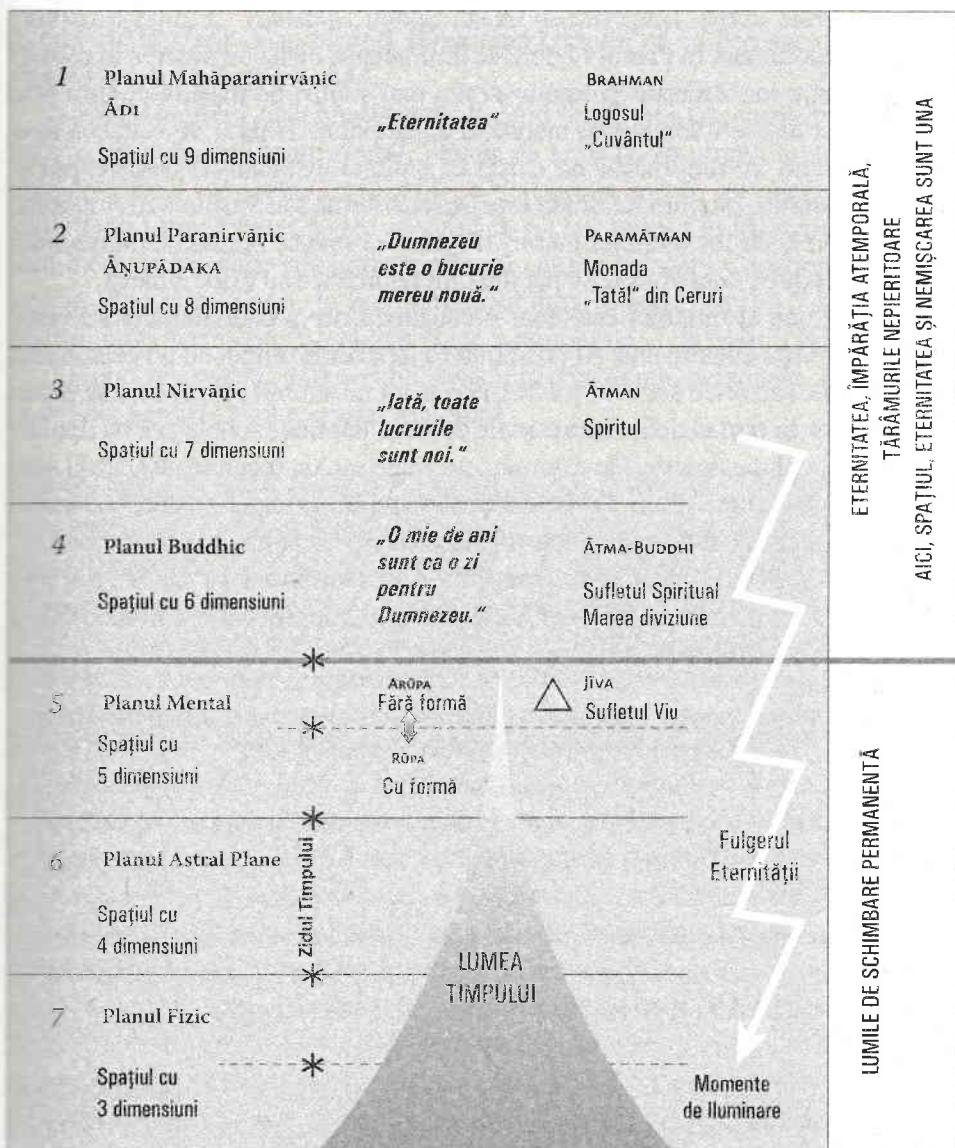 1 Planul Mahāparanirvāṇic
ĀDI
Spațiul cu 9 dimensiuni
„Eternitatea“
BRAHMAN
Logosul
„Cuvântul“
2 Planul Paranirvāṇic
ĀṆUPĀDAKA
Spațiul cu 8 dimensiuni
„Dumnezeu
este o bucurie
mereu nouă.“
PARAMĀTMAN
Monada
„Tatăl“ din Ceruri
3 Planul Nirvāṇic
Spațiul cu 7 dimensiuni
„Iată, toate
lucrurile
sunt noi.“
ĀTMAN
Spiritul
4 Planul Buddhic
Spațiul cu 6 dimensiuni
„O mie de ani
sunt ca o zi
pentru
Dumnezeu.“
ĀTMA-BUDDHI
Sufletul Spiritual
Marea diviziune
5 Planul Mental
Spațiul cu
5 dimensiuni
ARŪPA
Fără formă
RŪPA
Cu formă
JĪVA
Sufletul Viu
6 Planul Astral Plane
Spațiul cu
4 dimensiuni
Zidul Timpului
LUMEA
TIMPULUI
Fulgerul
Eternității
7 Planul Fizic
Spațiul cu
3 dimensiuni
Momente
de Iluminare
ETERNITATEA, ÎMPĂRĂȚIA ATEMPORALĂ,
TĂRÂMURILE NEPIERITOARE
AICI, SPAȚIUL, ETERNITATEA ȘI NEMIȘCAREA SUNT UNA
LUMILE DE SCHIMBARE PERMANENTĂ